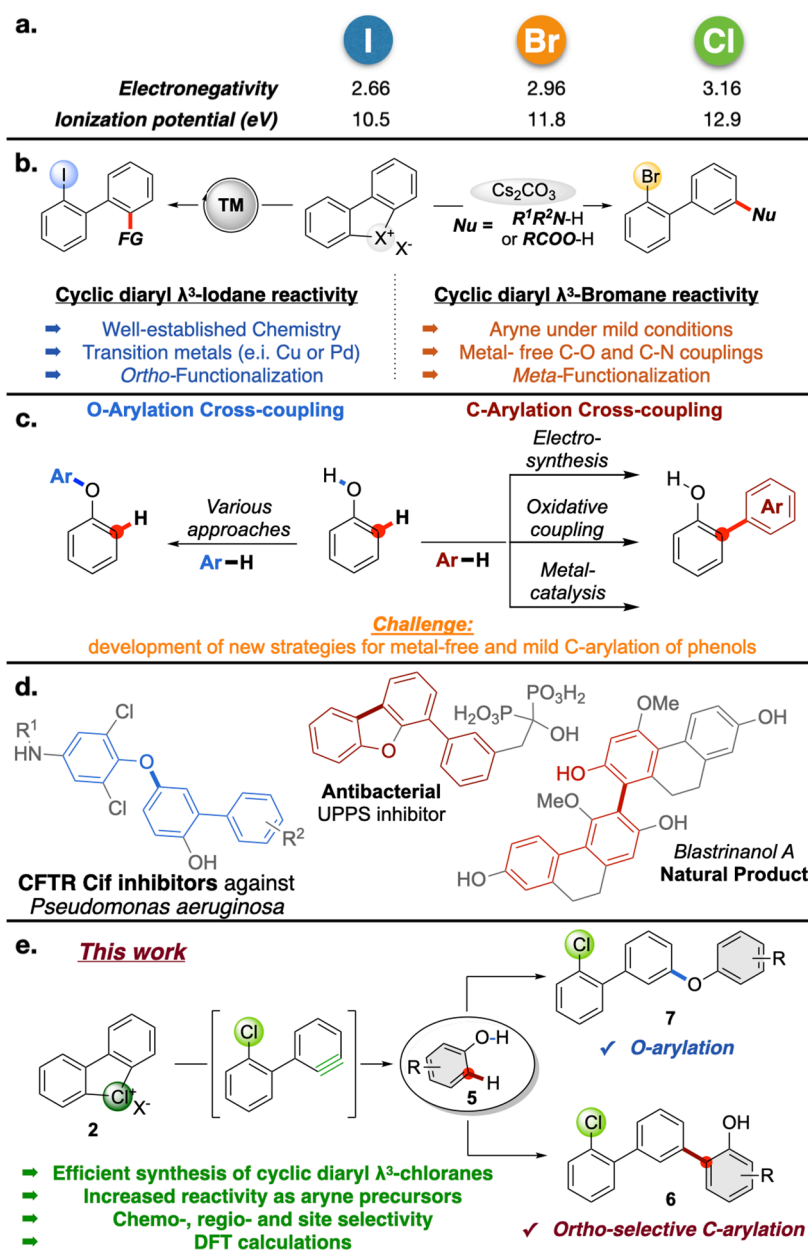 a.
I Br Cl
Electronegativity 2.66 2.96 3.16
Ionization potential (eV) 10.5 11.8 12.9
b.
I
FG
TM
X+
X-
Cs2CO3
Nu = R¹R²N-H
or RCOO-H
Br
Nu
Cyclic diaryl λ³-Iodane reactivity
Well-established Chemistry
Transition metals (e.i. Cu or Pd)
Ortho-Functionalization
Cyclic diaryl λ³-Bromane reactivity
Aryne under mild conditions
Metal- free C-O and C-N couplings
Meta-Functionalization
c.
O-Arylation Cross-coupling
C-Arylation Cross-coupling
Ar
O
H
Various
approaches
Ar–H
H
O
H
Ar–H
Electro-
synthesis
Oxidative
coupling
Metal-
catalysis
H
O
Ar
Challenge:
development of new strategies for metal-free and mild C-arylation of phenols
d.
R¹
HN
Cl
Cl
O
OH
R²
CFTR Cif inhibitors against
Pseudomonas aeruginosa
O
H2O3P
PO3H2
OH
Antibacterial
UPPS inhibitor
OMe
OH
HO
MeO
OH
HO
Blastrinanol A
Natural Product
e.
This work
Cl+
X-
2
Cl
O-H
R
H
5
Cl
O
R
7
✓ O-arylation
Cl
OH
R
6
✓ Ortho-selective C-arylation
Efficient synthesis of cyclic diaryl λ³-chloranes
Increased reactivity as aryne precursors
Chemo-, regio- and site selectivity
DFT calculations